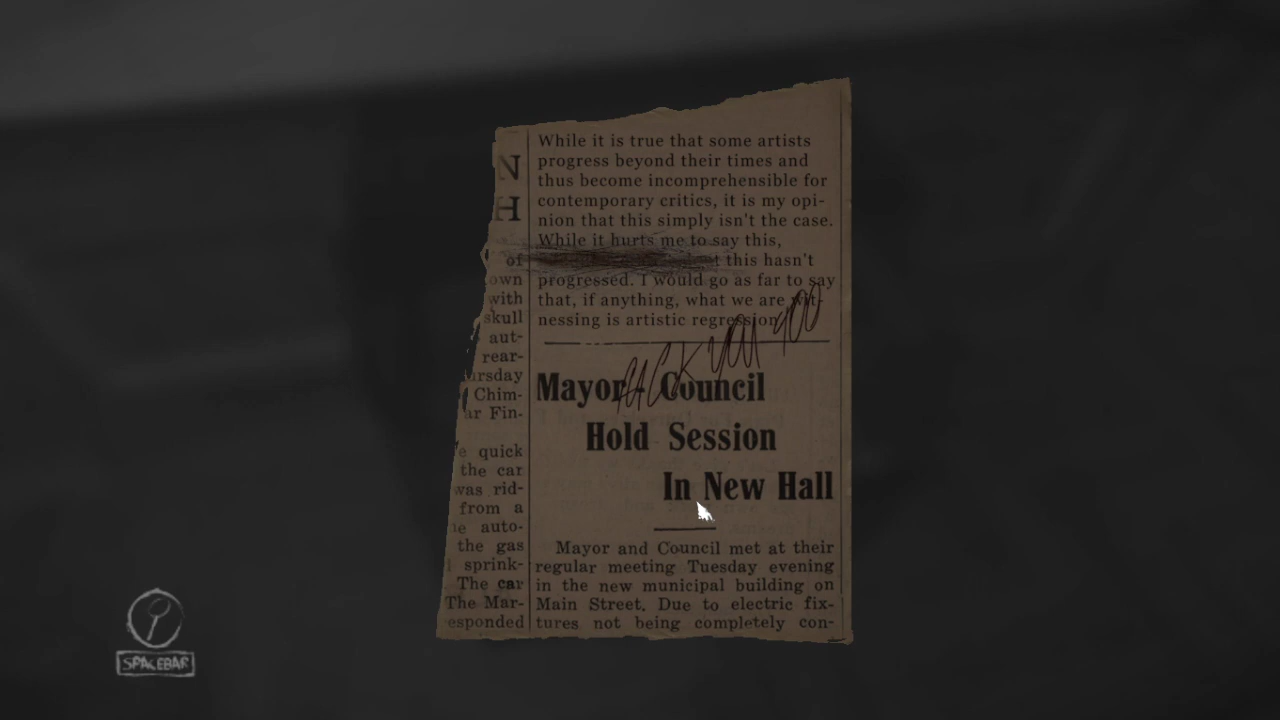 N
H
of
own
with
skull
aut-
rear-
ursday
Chim-
ar Fin-
e quick
the car
was rid-
from a
he auto-
the gas
sprink-
The car
The Mar-
esponded
While it is true that some artists
progress beyond their times and
thus become incomprehensible for
contemporary critics, it is my opi-
nion that this simply isn't the case.
While it hurts me to say this,
this hasn't
progressed. I would go as far to say
that, if anything, what we are wit-
nessing is artistic regression
YOU TOO
Mayor - Council
Hold Session
In New Hall
Mayor and Council met at their
regular meeting Tuesday evening
in the new municipal building on
Main Street. Due to electric fix-
tures not being completely con-
SPACEBAR